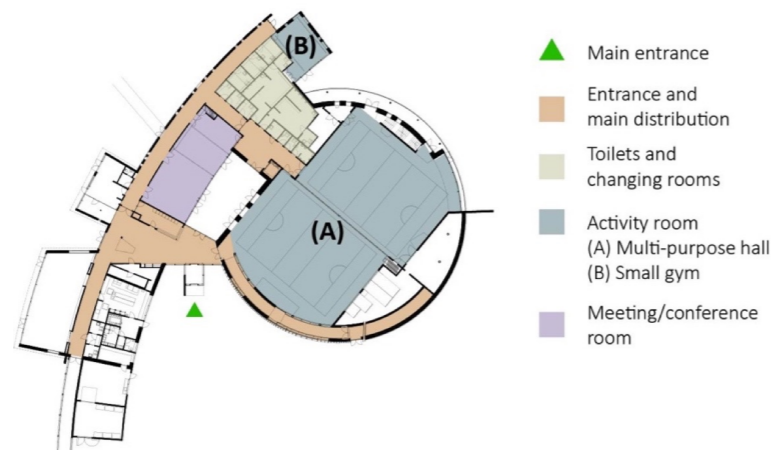 (B)
(A)
Main entrance
Entrance and
main distribution
Toilets and
changing rooms
Activity room
(A) Multi-purpose hall
(B) Small gym
Meeting/conference
room